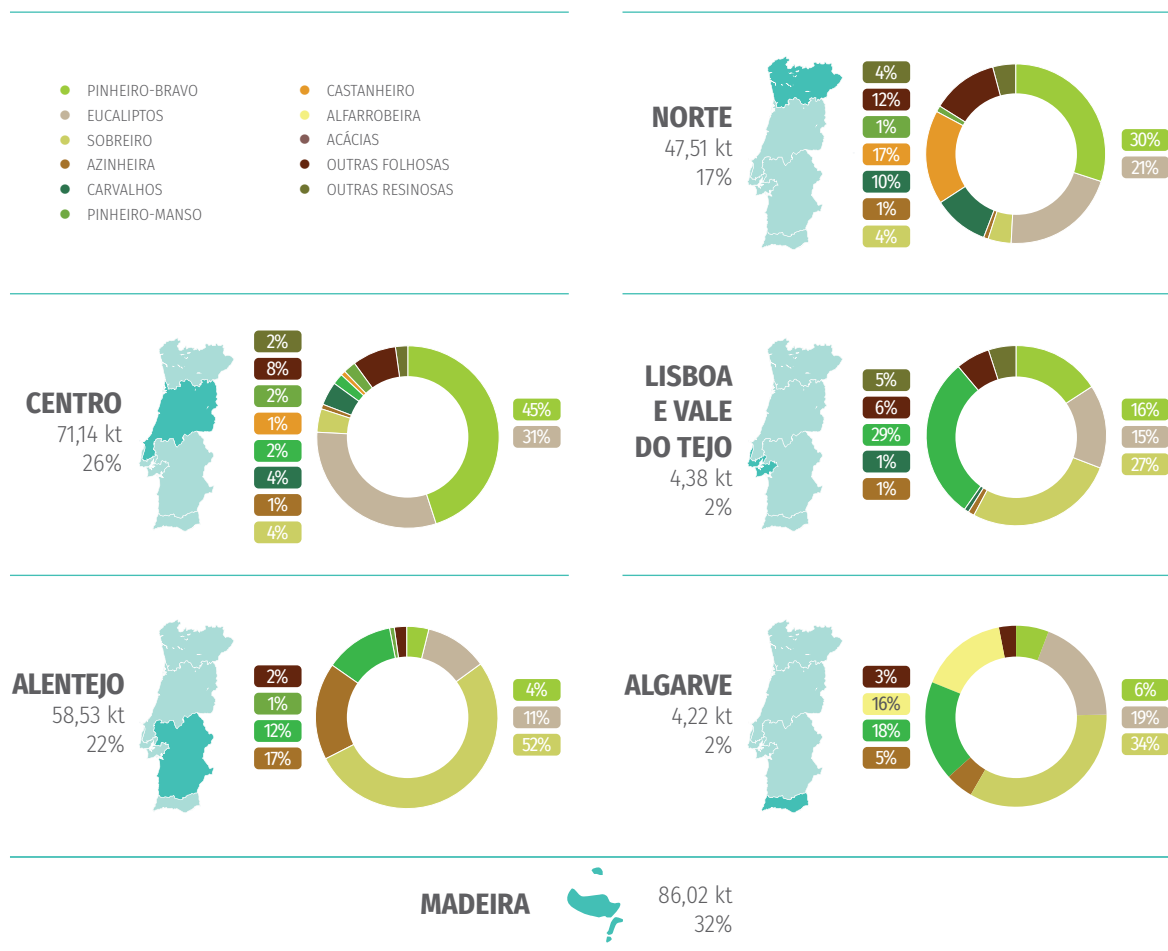 PINHEIRO-BRAVO
EUCALIPTOS
SOBREIRO
AZINHEIRA
CARVALHOS
PINHEIRO-MANSO
CASTANHEIRO
ALFARROBEIRA
ACÁCIAS
OUTRAS FOLHOSAS
OUTRAS RESINOSAS
NORTE
47,51 kt
17%
4%
12%
1%
17%
10%
1%
4%
30%
21%
CENTRO
71,14 kt
26%
2%
8%
2%
1%
2%
4%
1%
4%
45%
31%
LISBOA
E VALE
DO TEJO
4,38 kt
2%
5%
6%
29%
1%
1%
16%
15%
27%
ALENTEJO
58,53 kt
22%
2%
1%
12%
17%
4%
11%
52%
ALGARVE
4,22 kt
2%
3%
16%
18%
5%
6%
19%
34%
MADEIRA
86,02 kt
32%